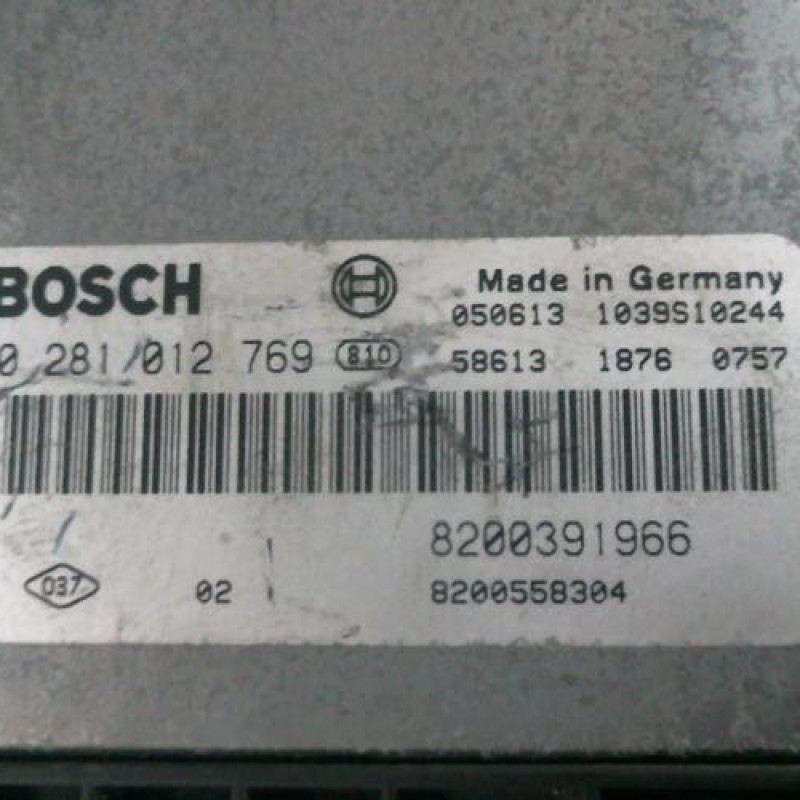 BOSCH
Made in Germany
050613 1039S10244
0 281 012 769 810 58613 1876 0757
8200391966
037 02 8200558304